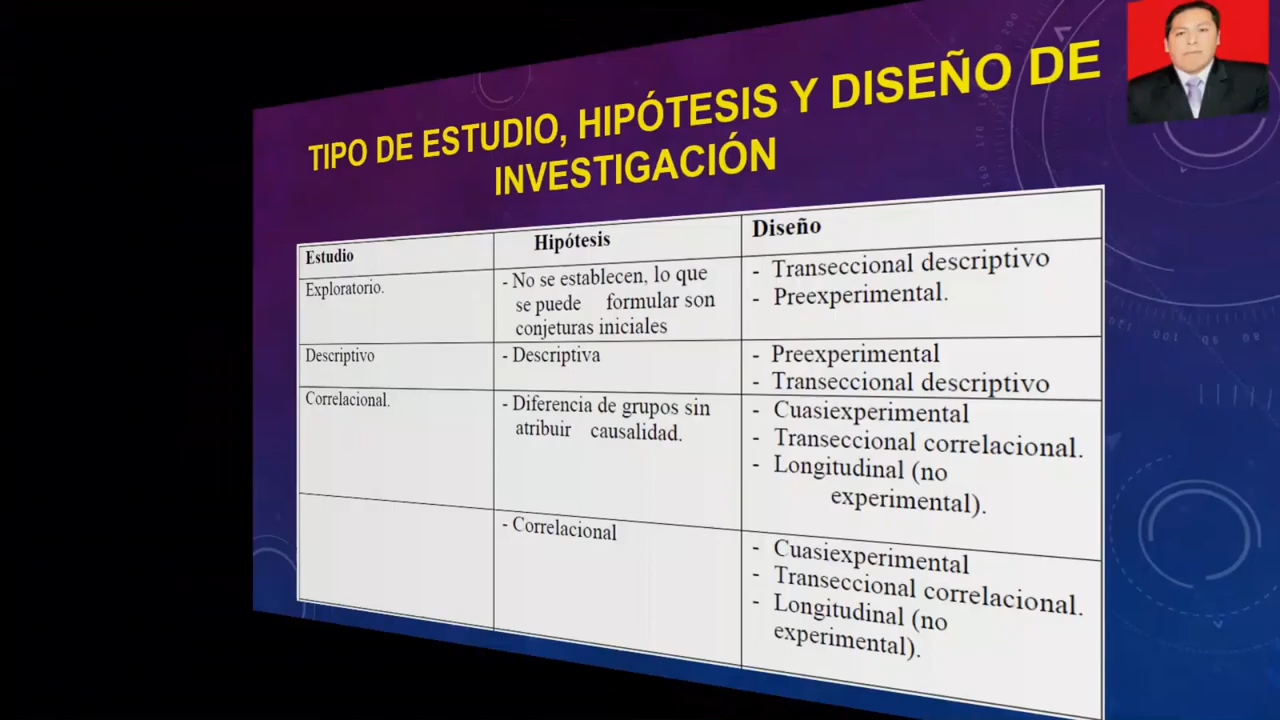 TIPO DE ESTUDIO, HIPÓTESIS Y DISEÑO DE
INVESTIGACIÓN
Estudio
Hipótesis
Diseño
Exploratorio.
- No se establecen, lo que
se puede formular son
conjeturas iniciales
- Transeccional descriptivo
- Preexperimental.
Descriptivo
- Descriptiva
- Preexperimental
- Transeccional descriptivo
Correlacional.
- Diferencia de grupos sin
atribuir causalidad.
- Cuasiexperimental
- Transeccional correlacional.
- Longitudinal (no
experimental).
- Correlacional
- Cuasiexperimental
- Transeccional correlacional.
- Longitudinal (no
experimental).